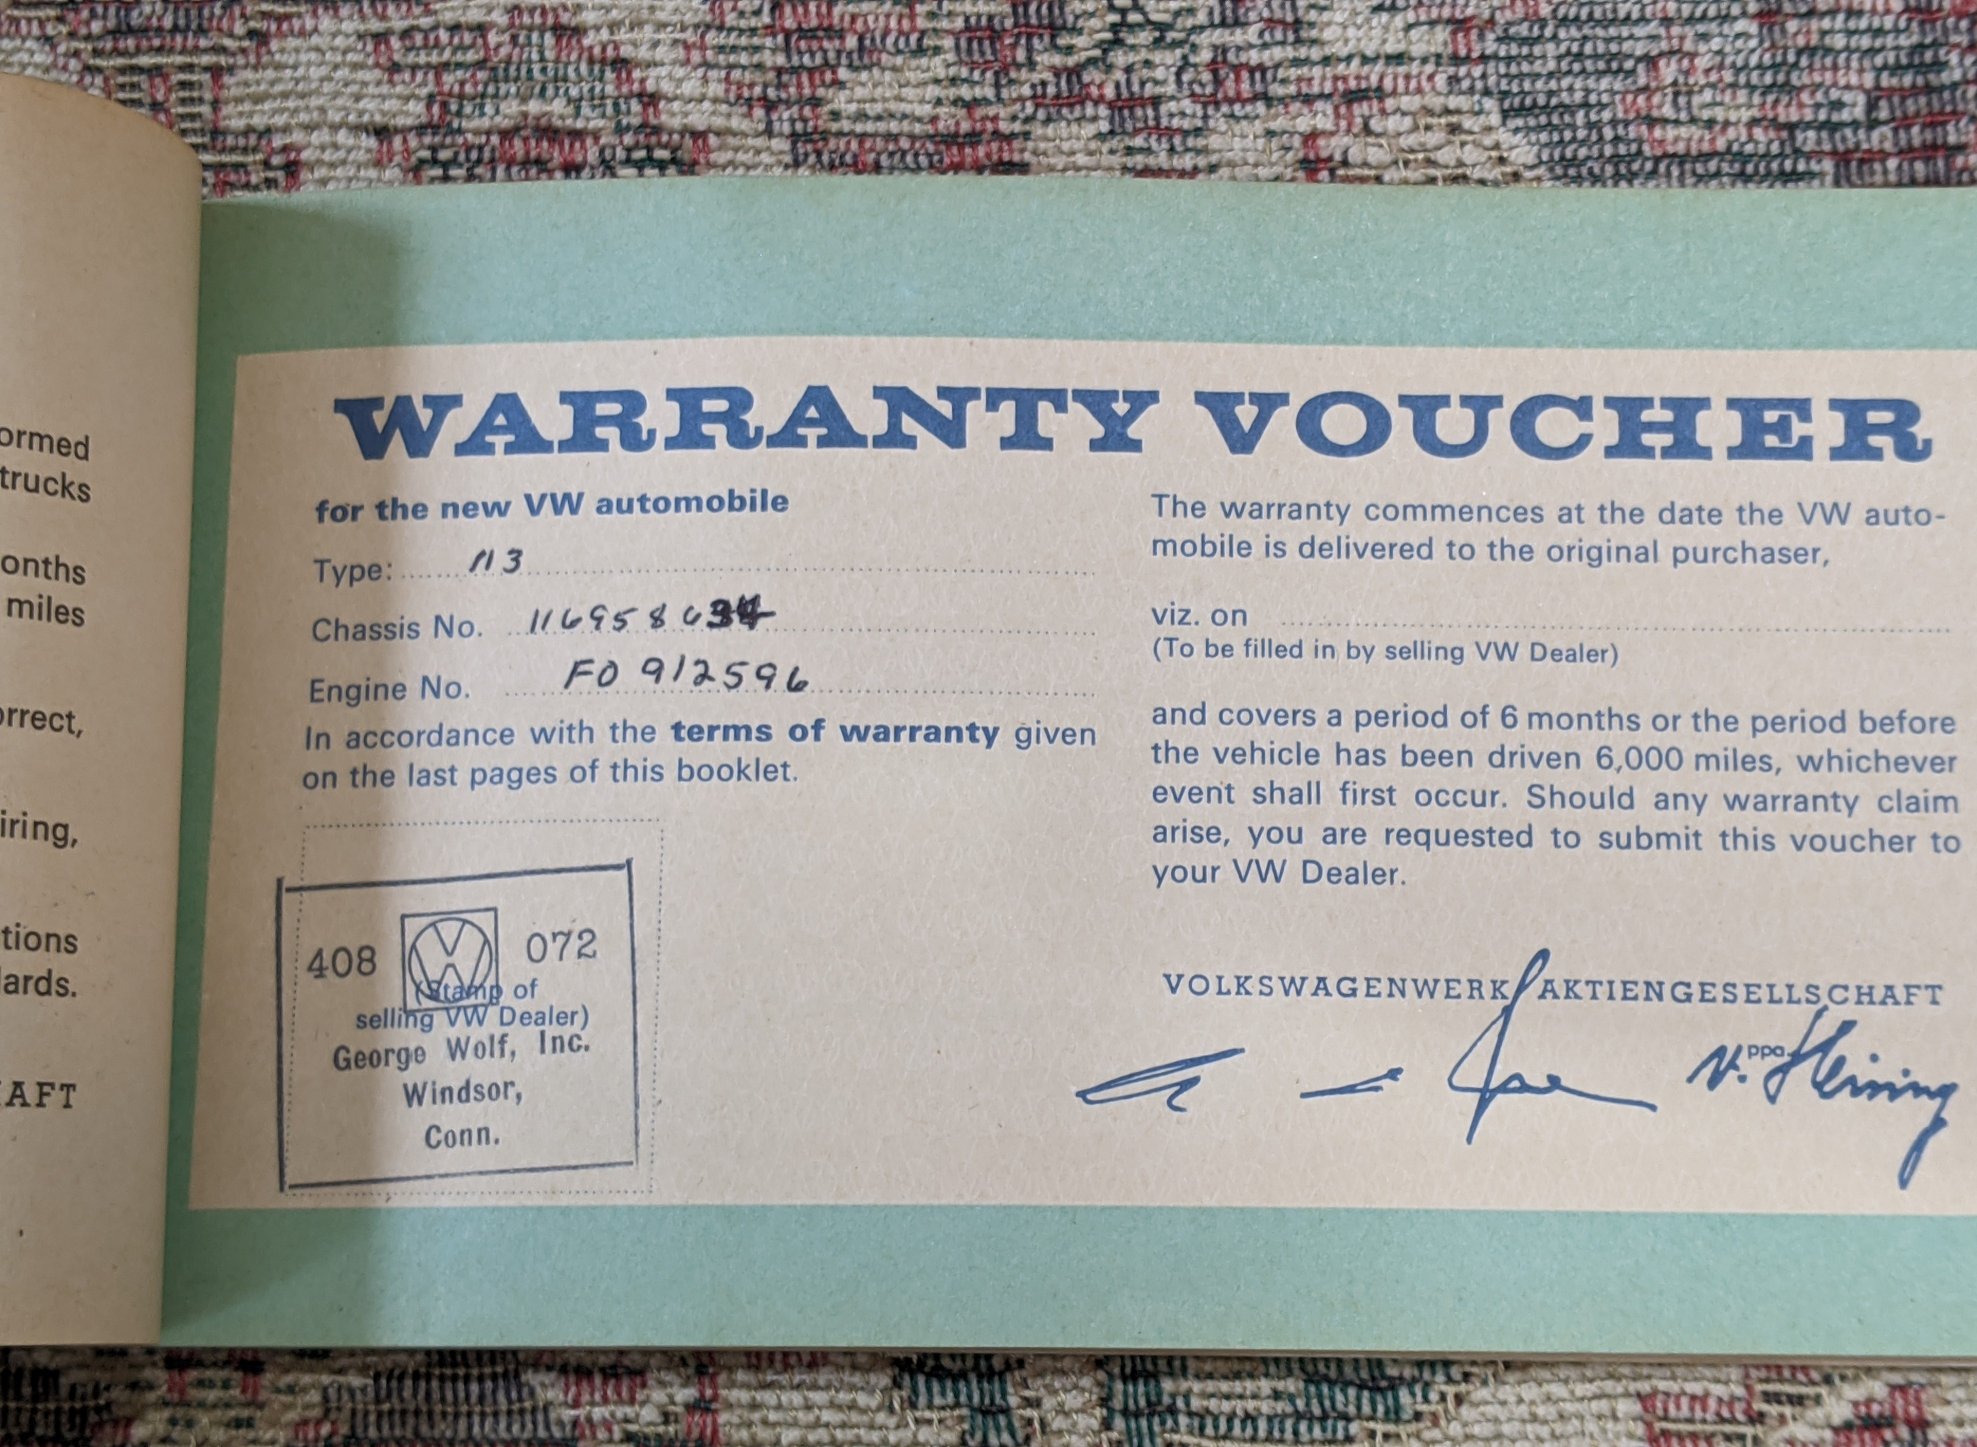 ormed
trucks
onths
miles
orrect,
iring,
tions
ards.
AFT
WARRANTY VOUCHER
for the new VW automobile
Type: 113
Chassis No. 1169586
Engine No. F0 912596
In accordance with the terms of warranty given
on the last pages of this booklet.
408 072
(Stamp of
selling VW Dealer)
George Wolf, Inc.
Windsor,
Conn.
The warranty commences at the date the VW auto-
mobile is delivered to the original purchaser,
viz. on
(To be filled in by selling VW Dealer)
and covers a period of 6 months or the period before
the vehicle has been driven 6,000 miles, whichever
event shall first occur. Should any warranty claim
arise, you are requested to submit this voucher to
your VW Dealer.
VOLKSWAGENWERK AKTIENGESELLSCHAFT
ppa